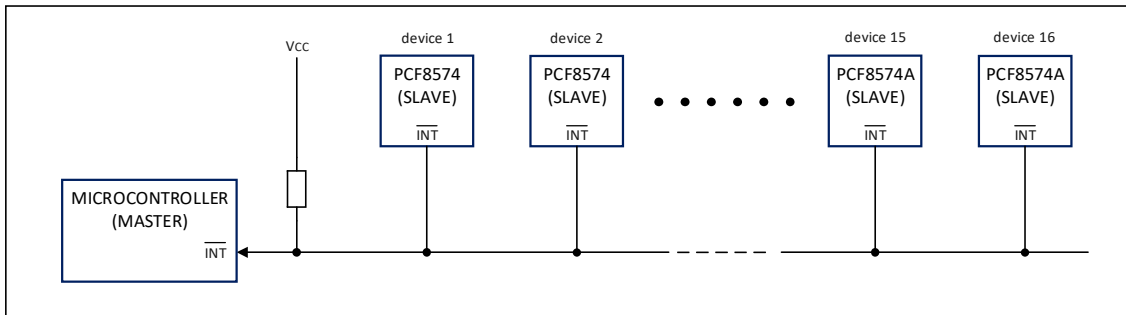 device 1
device 2
device 15
device 16
Vcc
PCF8574
(SLAVE)
INT
PCF8574
(SLAVE)
INT
PCF8574A
(SLAVE)
INT
PCF8574A
(SLAVE)
INT
MICROCONTROLLER
(MASTER)
INT